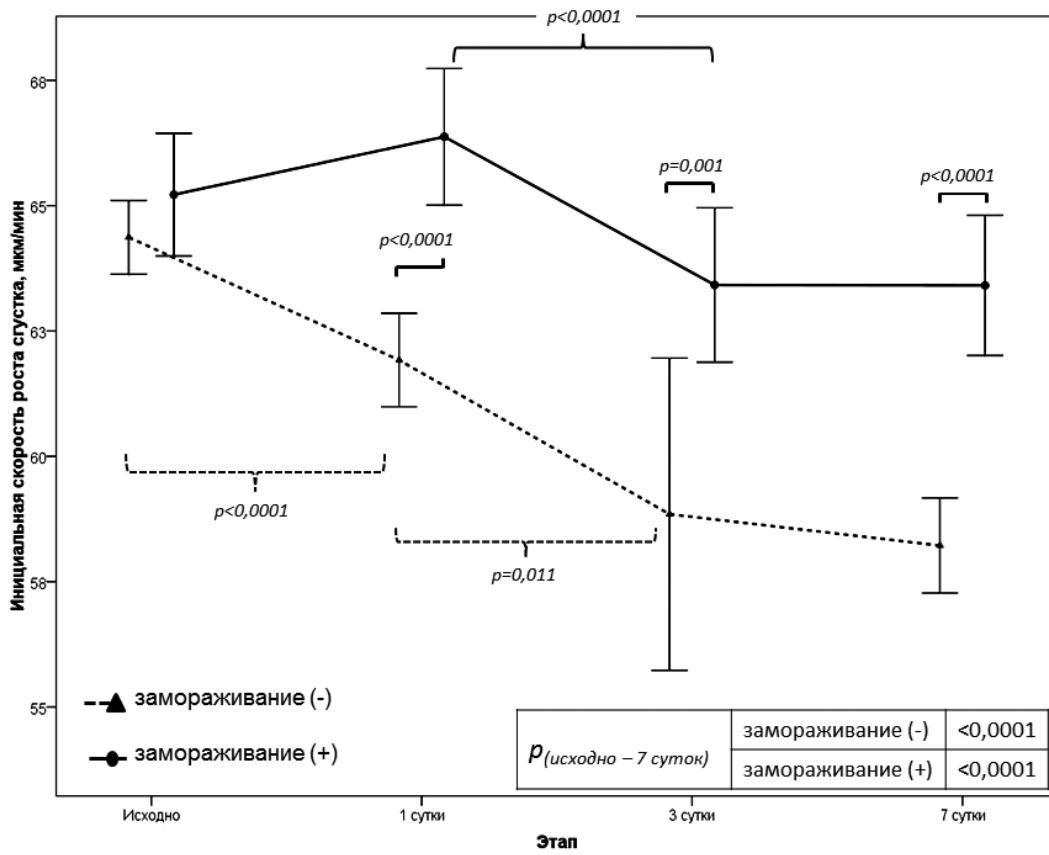 p<0,0001
68
p=0,001
p<0,0001
65
p<0,0001
63
Инициальная скорость роста сгустка, мкм/мин
60
p<0,0001
58
p=0,011
замораживание (-)
замораживание (+)
55
p(исходно – 7 суток)
замораживание (-) <0,0001
замораживание (+) <0,0001
Исходно 1 сутки 3 сутки 7 сутки
Этап